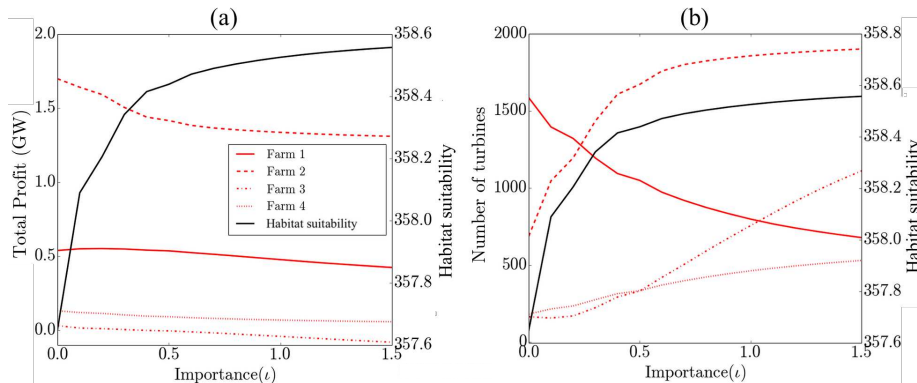 (a)
2.0
1.5
1.0
0.5
0.0
Total Profit (GW)
358.6
358.4
358.2
358.0
357.8
357.6
Habitat suitability
Farm 1
Farm 2
Farm 3
Farm 4
Habitat suitability
0.0 0.5 1.0 1.5
Importance(ι)
(b)
2000
1500
1000
500
0
Number of turbines
358.8
358.6
358.4
358.2
358.0
357.8
357.6
Habitat suitability
0.0 0.5 1.0 1.5
Importance(ι)